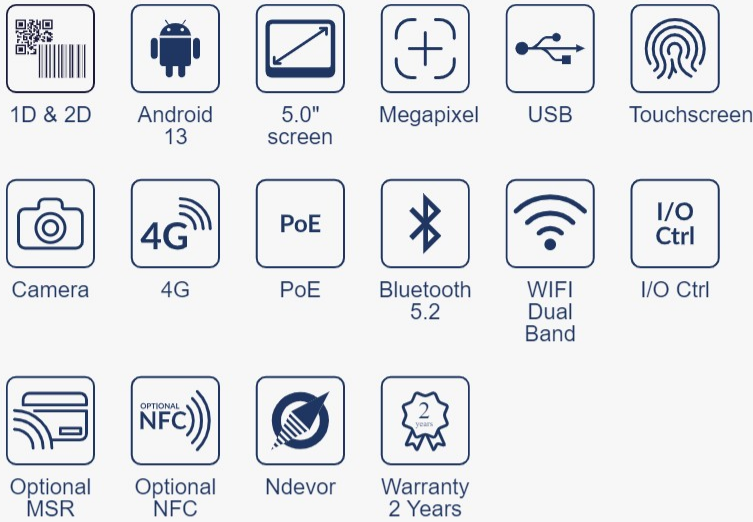 1D & 2D
Android
13
5.0"
screen
Megapixel
USB
Touchscreen
4G
PoE
I/O
Ctrl
Camera
4G
PoE
Bluetooth
5.2
WIFI
Dual
Band
I/O Ctrl
OPTIONAL
NFC
2
years
Optional
MSR
Optional
NFC
Ndevor
Warranty
2 Years